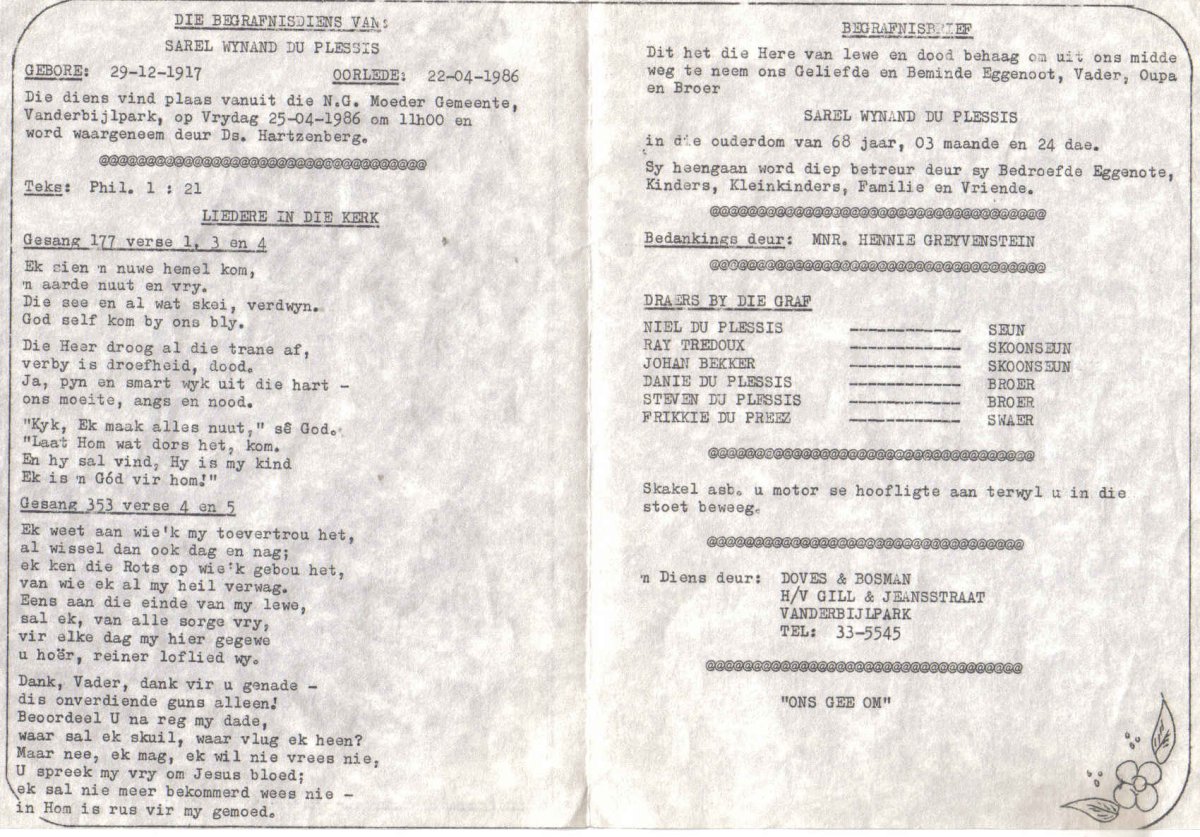 DIE BEGRAFNISDIENS VAN:
SAREL WYNAND DU PLESSIS
GEBORE: 29-12-1917 OORLEDE: 22-04-1986
Die diens vind plaas vanuit die N.G. Moeder Gemeente,
Vanderbijlpark, op Vrydag 25-04-1986 om 11h00 en
word waargeneem deur Ds. Hartzenberg.
@@@@@@@@@@@@@@@@@@@@@@@@@@@@@@@@@@@
Teks: Phil. 1 : 21
LIEDERE IN DIE KERK
Gesang 177 verse 1, 3 en 4
Ek sien 'n nuwe hemel kom,
'n aarde nuut en vry.
Die see en al wat skei, verdwyn.
God self kom by ons bly.
Die Heer droog al die trane af,
verby is droefheid, dood.
Ja, pyn en smart wyk uit die hart -
ons moeite, angs en nood.
"Kyk, Ek maak alles nuut," sê God.
"Laat Hom wat dors het, kom.
En hy sal vind, Hy is my kind
Ek is 'n Gód vir hom!"
Gesang 353 verse 4 en 5
Ek weet aan wie'k my toevertrou het,
al wissel dan ook dag en nag;
ek ken die Rots op wie'k gebou het,
van wie ek al my heil verwag.
Eens aan die einde van my lewe,
sal ek, van alle sorge vry,
vir elke dag my hier gegewe
u hoër, reiner loflied wy.
Dank, Vader, dank vir u genade -
dis onverdiende guns alleen!
Beoordeel U na reg my dade,
waar sal ek skuil, waar vlug ek heen?
Maar nee, ek mag, ek wil nie vrees nie,
U spreek my vry om Jesus bloed;
ek sal nie meer bekommerd wees nie -
in Hom is rus vir my gemoed.
BEGRAFNISBRIEF
Dit het die Here van lewe en dood behaag om uit ons midde
weg te neem ons Geliefde en Beminde Eggenoot, Vader, Oupa
en Broer
SAREL WYNAND DU PLESSIS
in die ouderdom van 68 jaar, 03 maande en 24 dae.
Sy heengaan word diep betreur deur sy Bedroefde Eggenote,
Kinders, Kleinkinders, Familie en Vriende.
@@@@@@@@@@@@@@@@@@@@@@@@@@@@@@@@@@@
Bedankings deur: MNR. HENNIE GREYVENSTEIN
@@@@@@@@@@@@@@@@@@@@@@@@@@@@@@@@@@@
DRAERS BY DIE GRAF
NIEL DU PLESSIS ------------ SEUN
RAY TREDOUX ------------ SKOONSEUN
JOHAN BEKKER ------------ SKOONSEUN
DANIE DU PLESSIS ------------ BROER
STEVEN DU PLESSIS ------------ BROER
FRIKKIE DU PREEZ ------------ SWAER
@@@@@@@@@@@@@@@@@@@@@@@@@@@@@@@@@@@
Skakel asb. u motor se hoofligte aan terwyl u in die
stoet beweeg.
@@@@@@@@@@@@@@@@@@@@@@@@@@@@@@@@@@
'n Diens deur: DOVES & BOSMAN
H/V GILL & JEANSSTRAAT
VANDERBIJLPARK
TEL: 33-5545
@@@@@@@@@@@@@@@@@@@@@@@@@@@@@@@@@@
"ONS GEE OM"